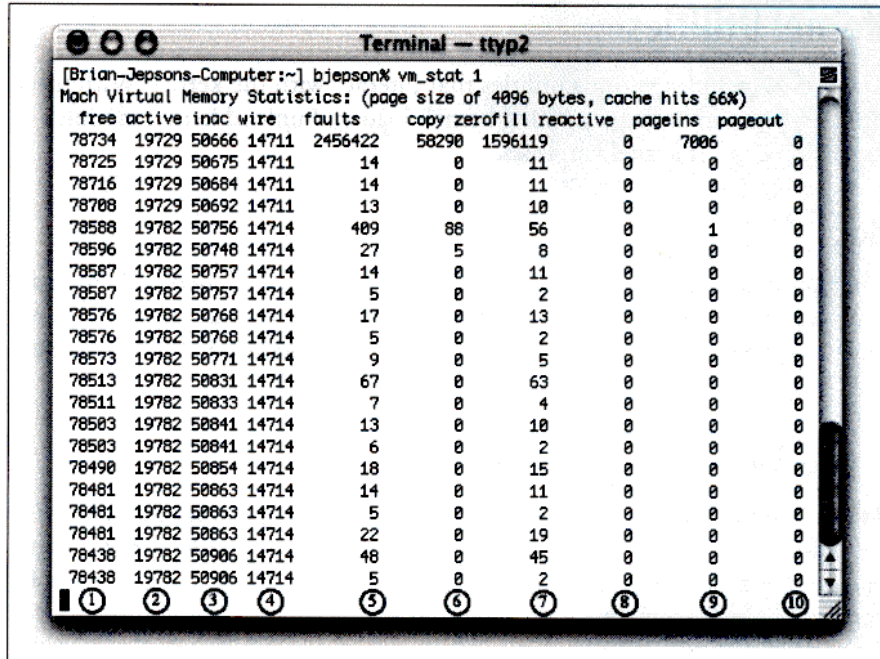 Terminal — ttyp2
[Brian-Jepsons-Computer:~] bjepson% vm_stat 1
Mach Virtual Memory Statistics: (page size of 4096 bytes, cache hits 66%)
free active inac wire faults copy zerofill reactive pageins pageout
78734 19729 50666 14711 2456422 58290 1596119 0 7006 0
78725 19729 50675 14711 14 0 11 0 0 0
78716 19729 50684 14711 14 0 11 0 0 0
78708 19729 50692 14711 13 0 10 0 0 0
78588 19782 50756 14714 409 88 56 0 1 0
78596 19782 50748 14714 27 5 8 0 0 0
78587 19782 50757 14714 14 0 11 0 0 0
78587 19782 50757 14714 5 0 2 0 0 0
78576 19782 50768 14714 17 0 13 0 0 0
78576 19782 50768 14714 5 0 2 0 0 0
78573 19782 50771 14714 9 0 5 0 0 0
78513 19782 50831 14714 67 0 63 0 0 0
78511 19782 50833 14714 7 0 4 0 0 0
78503 19782 50841 14714 13 0 10 0 0 0
78503 19782 50841 14714 6 0 2 0 0 0
78490 19782 50854 14714 18 0 15 0 0 0
78481 19782 50863 14714 14 0 11 0 0 0
78481 19782 50863 14714 5 0 2 0 0 0
78481 19782 50863 14714 22 0 19 0 0 0
78438 19782 50906 14714 48 0 45 0 0 0
78438 19782 50906 14714 5 0 2 0 0 0
1 2 3 4 5 6 7 8 9 10